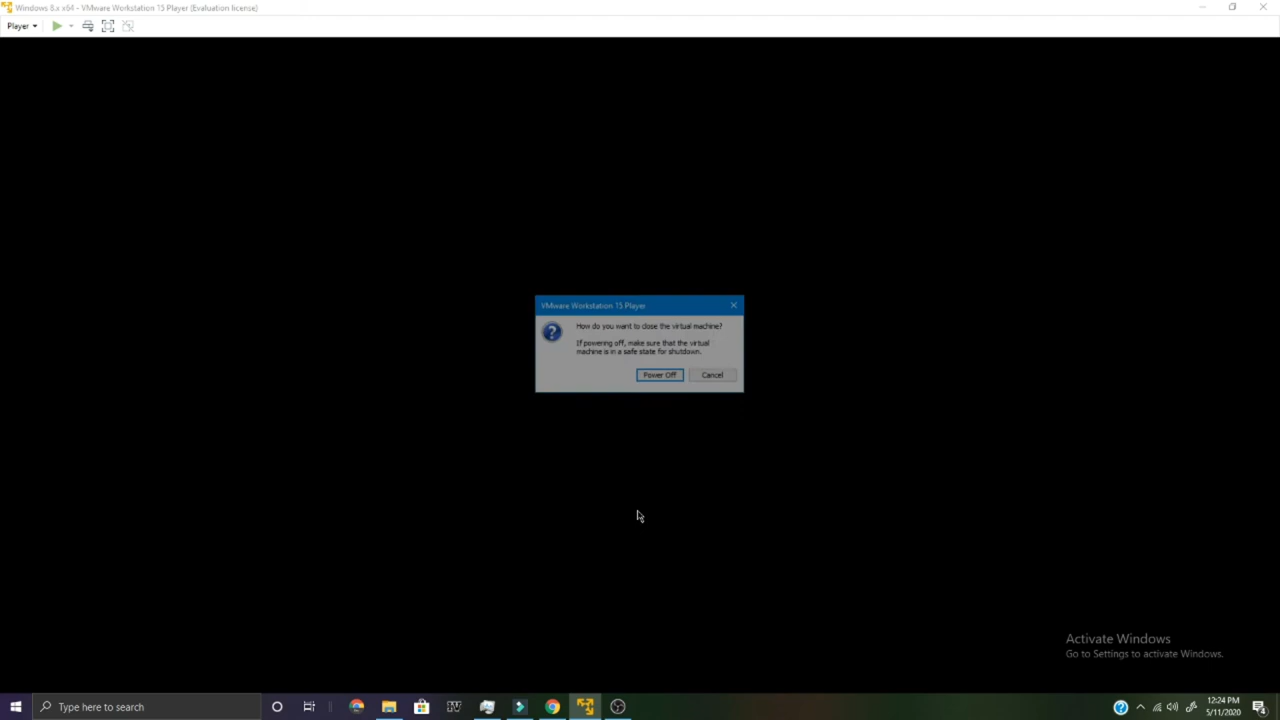 Windows 8.x x64 - VMware Workstation 15 Player (Evaluation license)
Player
VMware Workstation 15 Player
How do you want to close the virtual machine?
If powering off, make sure that the virtual
machine is in a safe state for shutdown.
Power Off
Cancel
Activate Windows
Go to Settings to activate Windows.
Type here to search
12:24 PM
5/11/2020